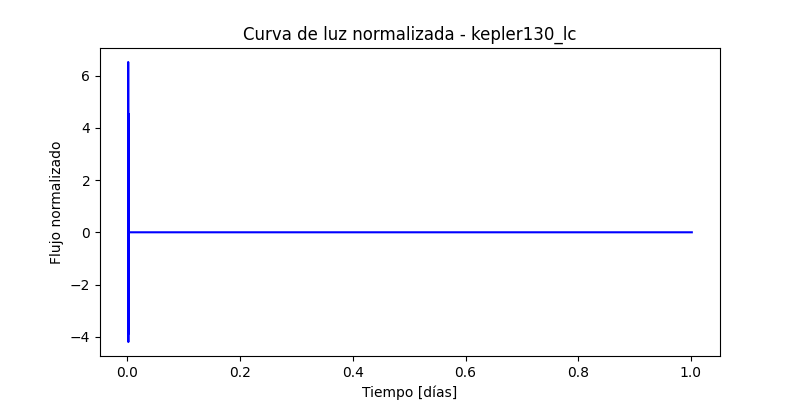 Curva de luz normalizada - kepler130_lc
Flujo normalizado
6
4
2
0
−2
−4
0.0 0.2 0.4 0.6 0.8 1.0
Tiempo [días]